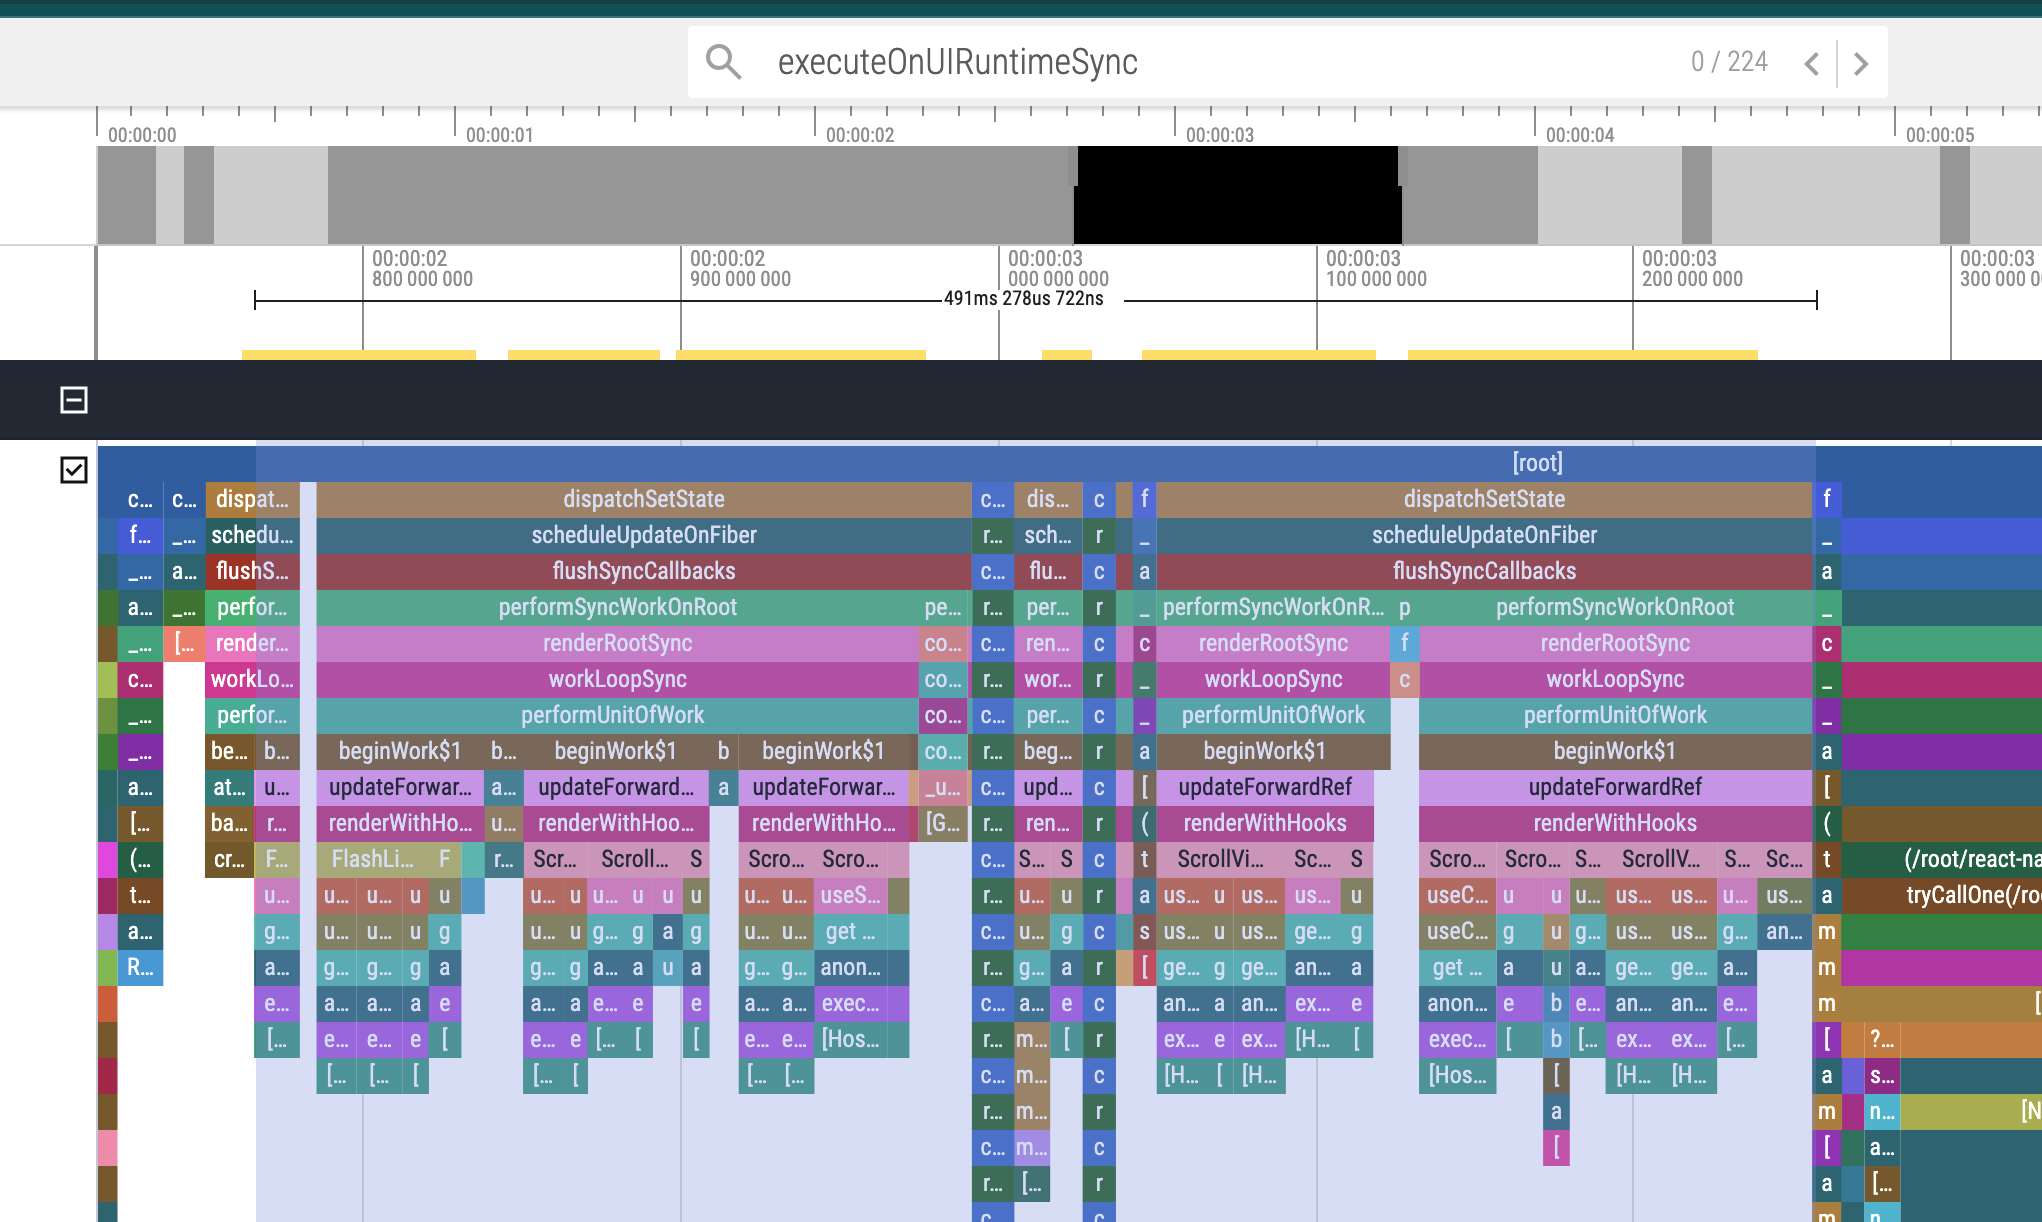 executeOnUIRuntimeSync 0 / 224
00:00:00 00:00:01 00:00:02 00:00:03 00:00:04 00:00:05
00:00:02 00:00:02 00:00:03 00:00:03 00:00:03 00:00:03
800 000 000 900 000 000 000 000 000 100 000 000 200 000 000 300 000 0
491ms 278us 722ns
[root]
c... c... dispat... dispatchSetState c... dis... c f dispatchSetState f
f... _... schedu... scheduleUpdateOnFiber r... sch... r _ scheduleUpdateOnFiber _
_... a... flushS... flushSyncCallbacks c... flu... c a flushSyncCallbacks a
a... _... perfor... performSyncWorkOnRoot pe... r... per... r _ performSyncWorkOnR... p performSyncWorkOnRoot _
_... [... render... renderRootSync co... c... ren... c c renderRootSync f renderRootSync c
c... workLo... workLoopSync co... r... wor... r _ workLoopSync c workLoopSync _
_... perfor... performUnitOfWork co... c... per... c _ performUnitOfWork performUnitOfWork _
_... be... b... beginWork$1 b... beginWork$1 b beginWork$1 co... r... beg... r a beginWork$1 beginWork$1 a
a... at... u... updateForwar... a... updateForward... a updateForwar... _u... c... upd... c [ updateForwardRef updateForwardRef [
[... ba... r... renderWithHo... u... renderWithHoo... renderWithHo... [G... r... ren... r ( renderWithHooks renderWithHooks (
(... cr... F... FlashLi... F r... Scr... Scroll... S Scro... Scro... c... S... S c t ScrollVi... Sc... S Scro... Scro... S... ScrollV... S... Sc... t (/root/react-na
t... u... u... u... u u u... u u... u u u... u... useS... r... u... u r a us... u us... us... u useC... u u u... us... us... u... us... a tryCallOne(/ro
a... g... u... u... u g u... u g... g a g u... u... get ... c... u... g c s us... u us... ge... g useC... g u g... us... us... g... an... m
R... a... g... g... g a g... g a... a u a g... g... anon... r... g... a r [ ge... g ge... an... a get ... a u a... ge... ge... a... m
e... a... a... a e a... a e... e e a... a... exec... c... a... e c an... a an... ex... e anon... e b e... an... an... e... m [
[... e... e... e [ e... e [... [ [ e... e... [Hos... r... m... [ r ex... e ex... [H... [ exec... [ b [... ex... ex... [... [ ?...
[... [... [ [... [ [... [... c... m... c [H... [ [H... [Hos... [ [H... [H... a s...
r... m... r a m n... [N
c... m... c [ [ a...
r... [... r a [...
c c m n